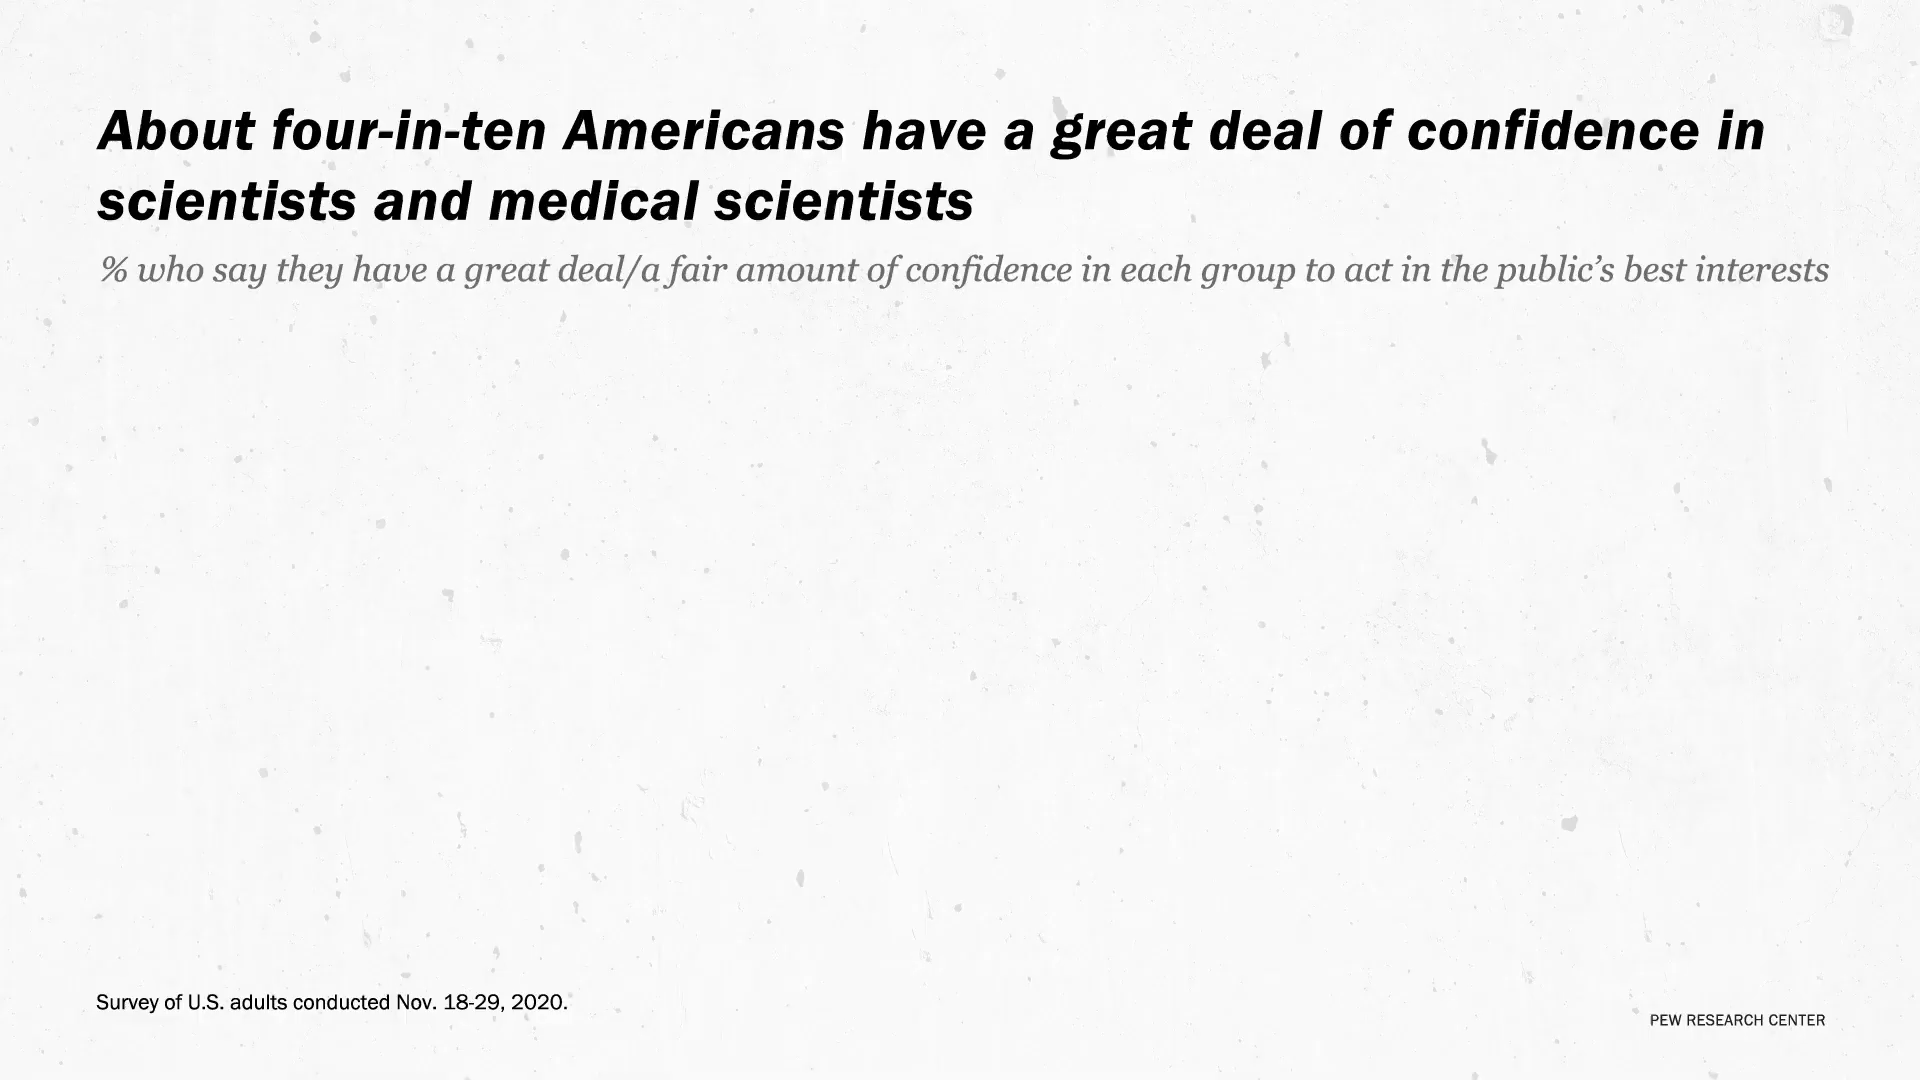 About four-in-ten Americans have a great deal of confidence in
scientists and medical scientists
% who say they have a great deal/a fair amount of confidence in each group to act in the public’s best interests
Survey of U.S. adults conducted Nov. 18-29, 2020.
PEW RESEARCH CENTER